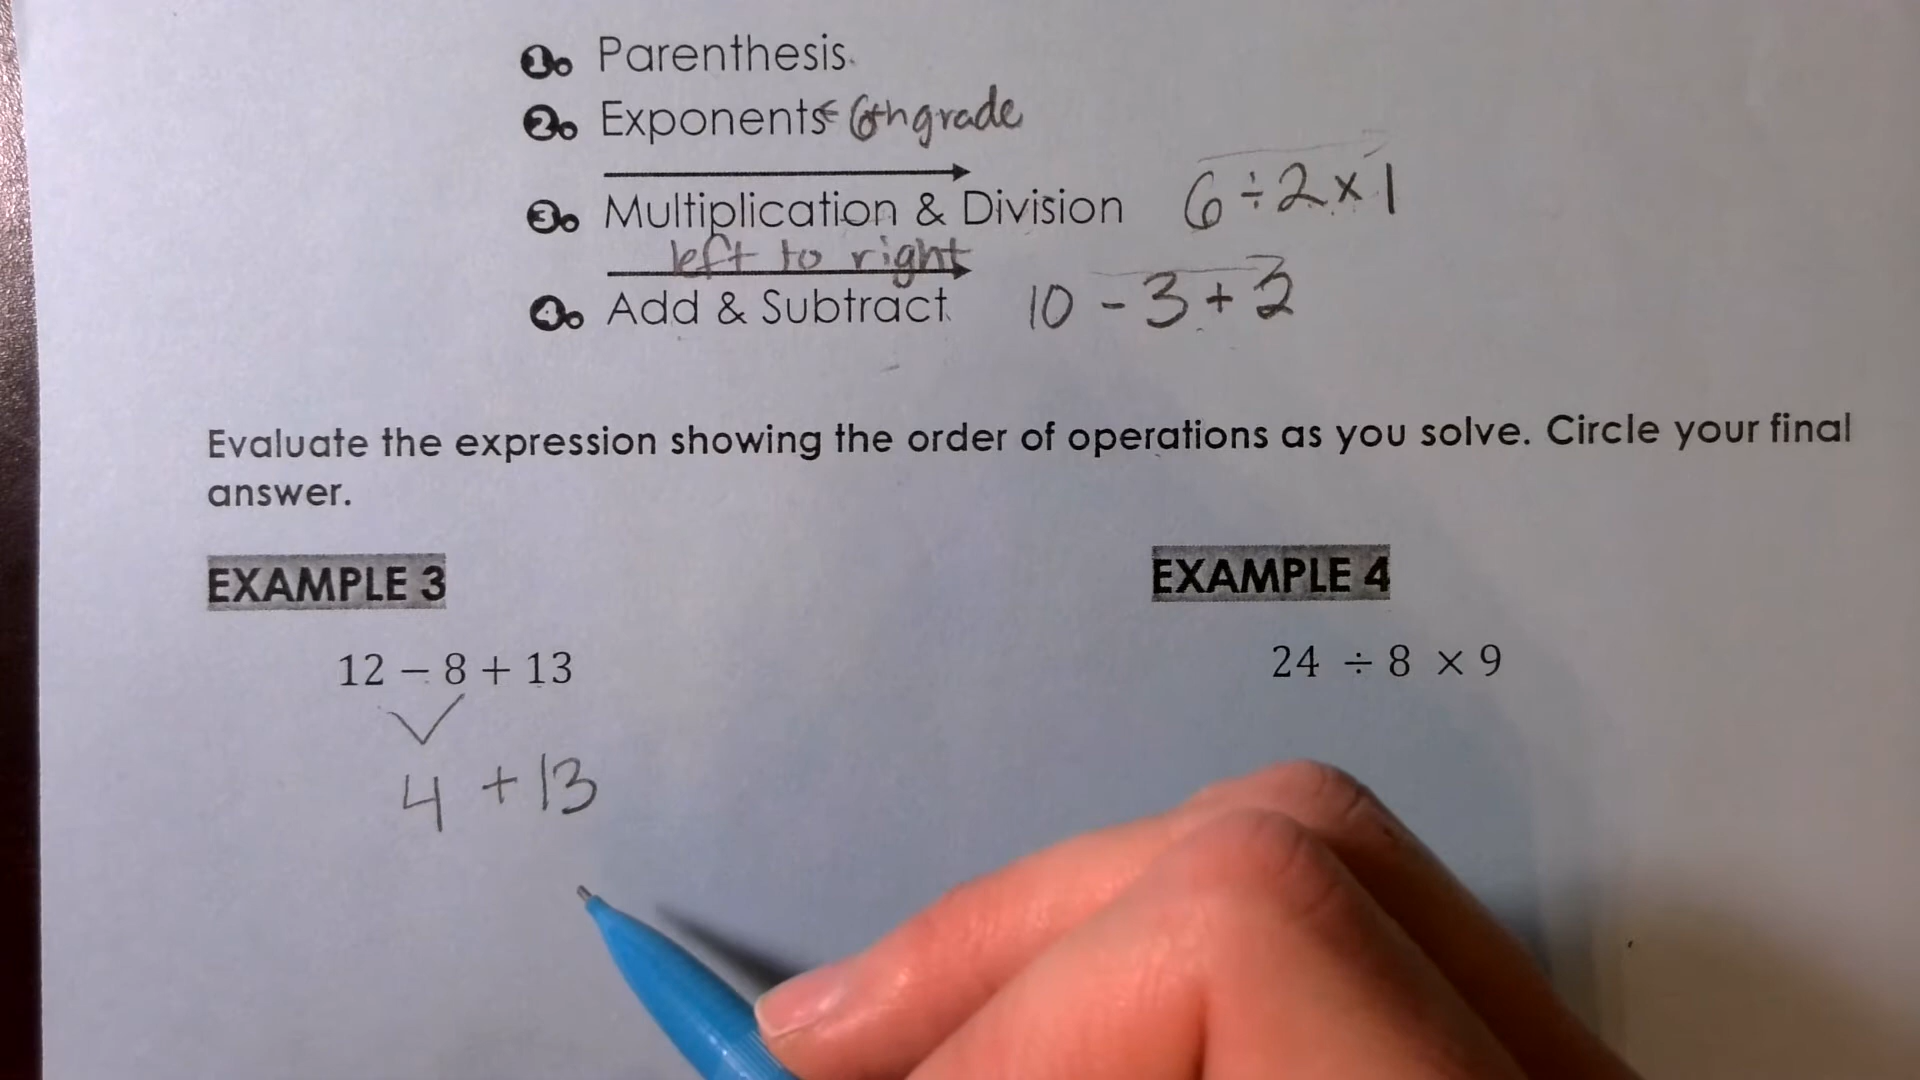 1. Parenthesis
2. Exponents ← 6th grade
3. Multiplication & Division 6 ÷ 2 × 1
left to right
4. Add & Subtract 10 - 3 + 2
Evaluate the expression showing the order of operations as you solve. Circle your final
answer.
EXAMPLE 3 EXAMPLE 4
12 − 8 + 13 24 ÷ 8 × 9
4 + 13